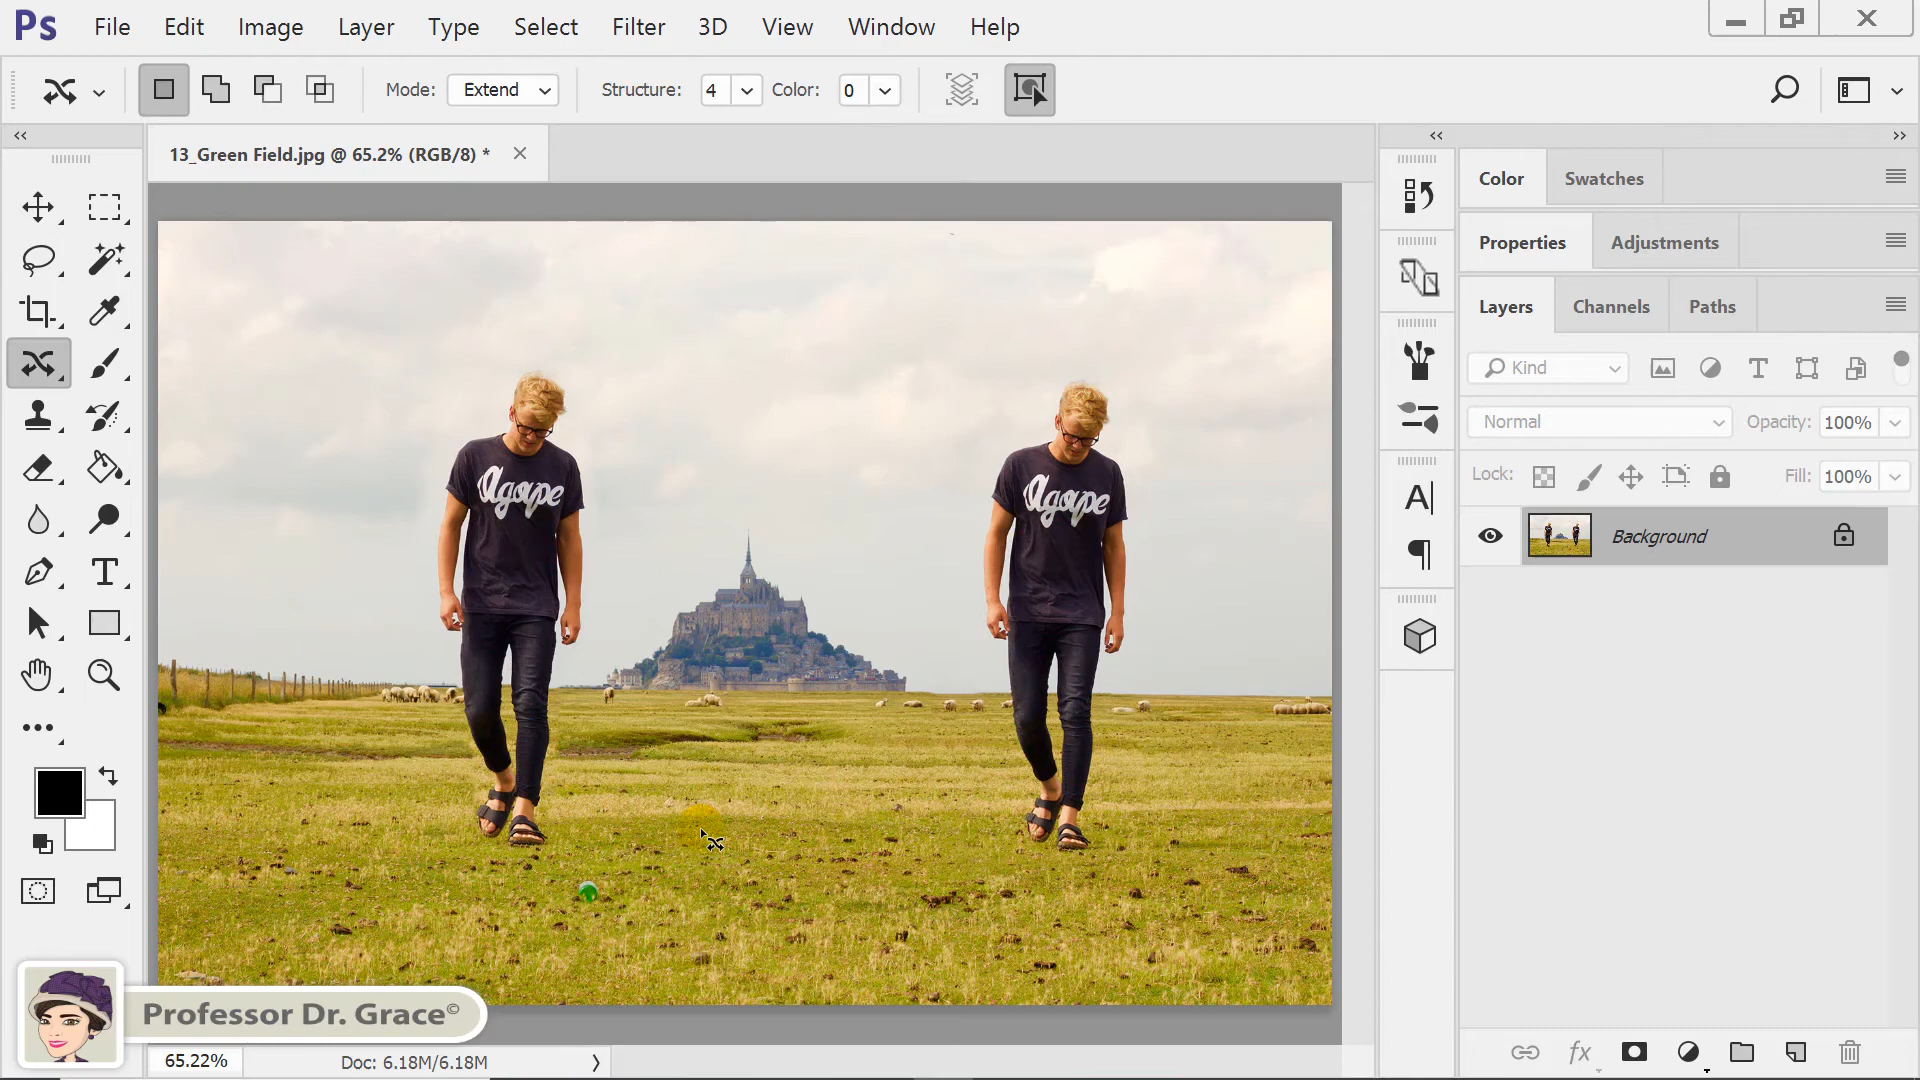 Ps File Edit Image Layer Type Select Filter 3D View Window Help
Mode: Extend Structure: 4 Color: 0
13_Green Field.jpg @ 65.2% (RGB/8) *
Color Swatches
Properties Adjustments
Layers Channels Paths
Kind
Normal Opacity: 100%
Lock: Fill: 100%
Background
agape
agape
Professor Dr. Grace©
65.22% Doc: 6.18M/6.18M